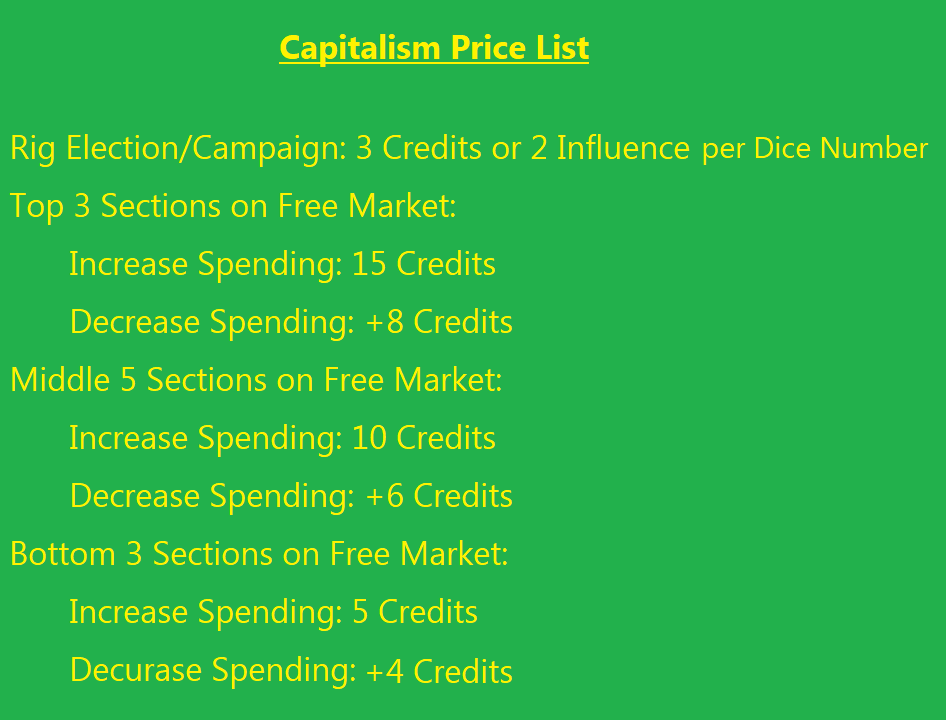 Capitalism Price List
Rig Election/Campaign: 3 Credits or 2 Influence per Dice Number
Top 3 Sections on Free Market:
Increase Spending: 15 Credits
Decrease Spending: +8 Credits
Middle 5 Sections on Free Market:
Increase Spending: 10 Credits
Decrease Spending: +6 Credits
Bottom 3 Sections on Free Market:
Increase Spending: 5 Credits
Decurase Spending: +4 Credits